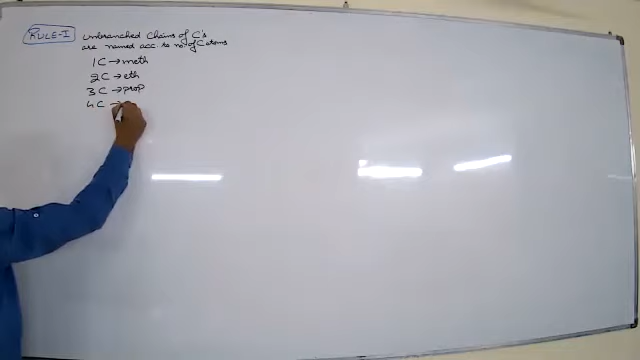 RULE-I Unbranched Chains of C's
are named acc. to no. of C atoms
1C → meth
2C → eth
3C → prop
4C →